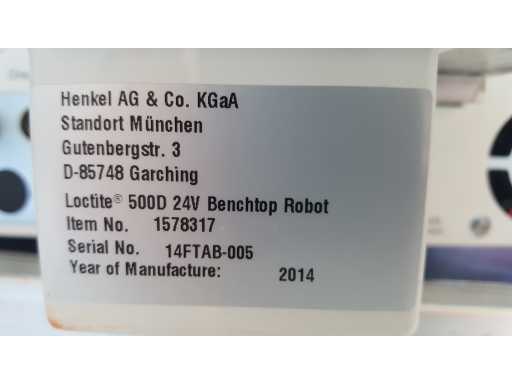 Henkel AG & Co. KGaA
Standort München
Gutenbergstr. 3
D-85748 Garching
Loctite® 500D 24V Benchtop Robot
Item No. 1578317
Serial No. 14FTAB-005
Year of Manufacture: 2014